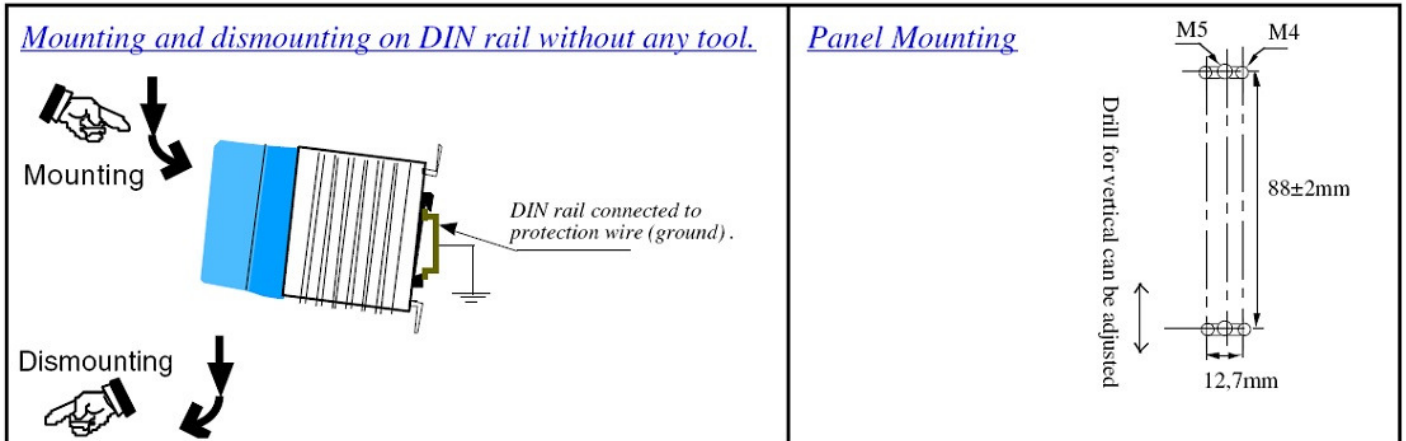 Mounting and dismounting on DIN rail without any tool.
Mounting
DIN rail connected to
protection wire (ground) .
Dismounting
Panel Mounting
M5
M4
Drill for vertical can be adjusted
88±2mm
12,7mm